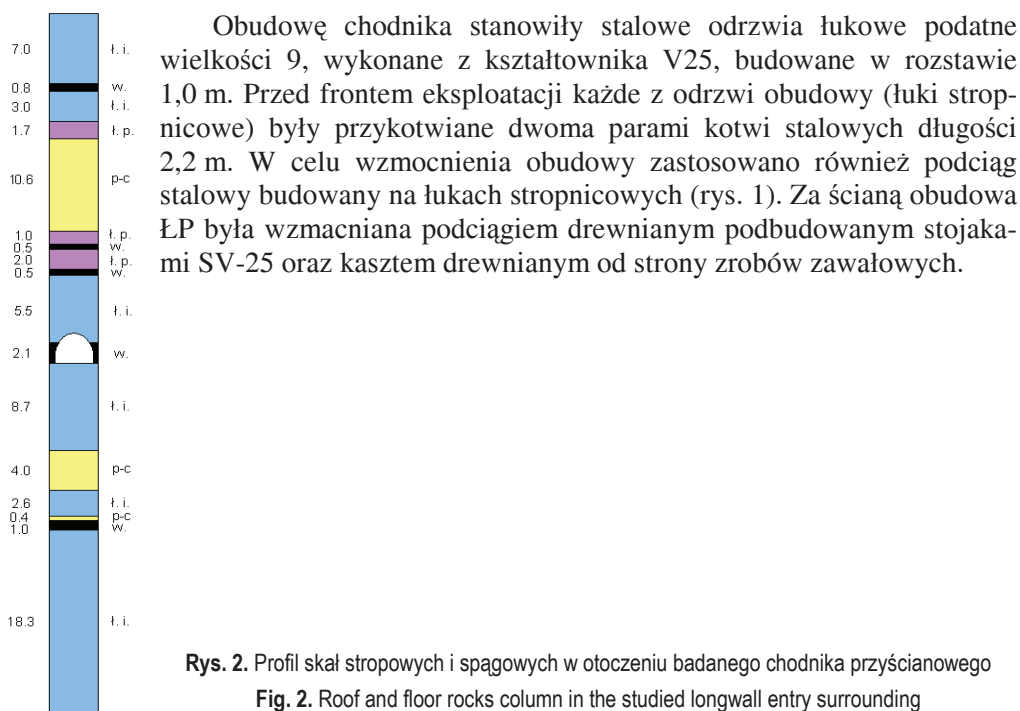 Obudowę chodnika stanowiły stalowe odrzwia łukowe podatne
wielkości 9, wykonane z kształtownika V25, budowane w rozstawie
1,0 m. Przed frontem eksploatacji każde z odrzwi obudowy (łuki strop-
nicowe) były przykotwiane dwoma parami kotwi stalowych długości
2,2 m. W celu wzmocnienia obudowy zastosowano również podciąg
stalowy budowany na łukach stropnicowych (rys. 1). Za ścianą obudowa
ŁP była wzmacniana podciągiem drewnianym podbudowanym stojaka-
mi SV-25 oraz kasztem drewnianym od strony zrobów zawałowych.
7.0 ł. i.
0.8 w.
3.0 ł. i.
1.7 ł. p.
10.6 p-c
1.0 ł. p.
0.5 w.
2.0 ł. p.
0.5 w.
5.5 ł. i.
2.1 w.
8.7 ł. i.
4.0 p-c
2.6 ł. i.
0.4 p-c
1.0 w.
18.3 ł. i.
Rys. 2. Profil skał stropowych i spągowych w otoczeniu badanego chodnika przyścianowego
Fig. 2. Roof and floor rocks column in the studied longwall entry surrounding